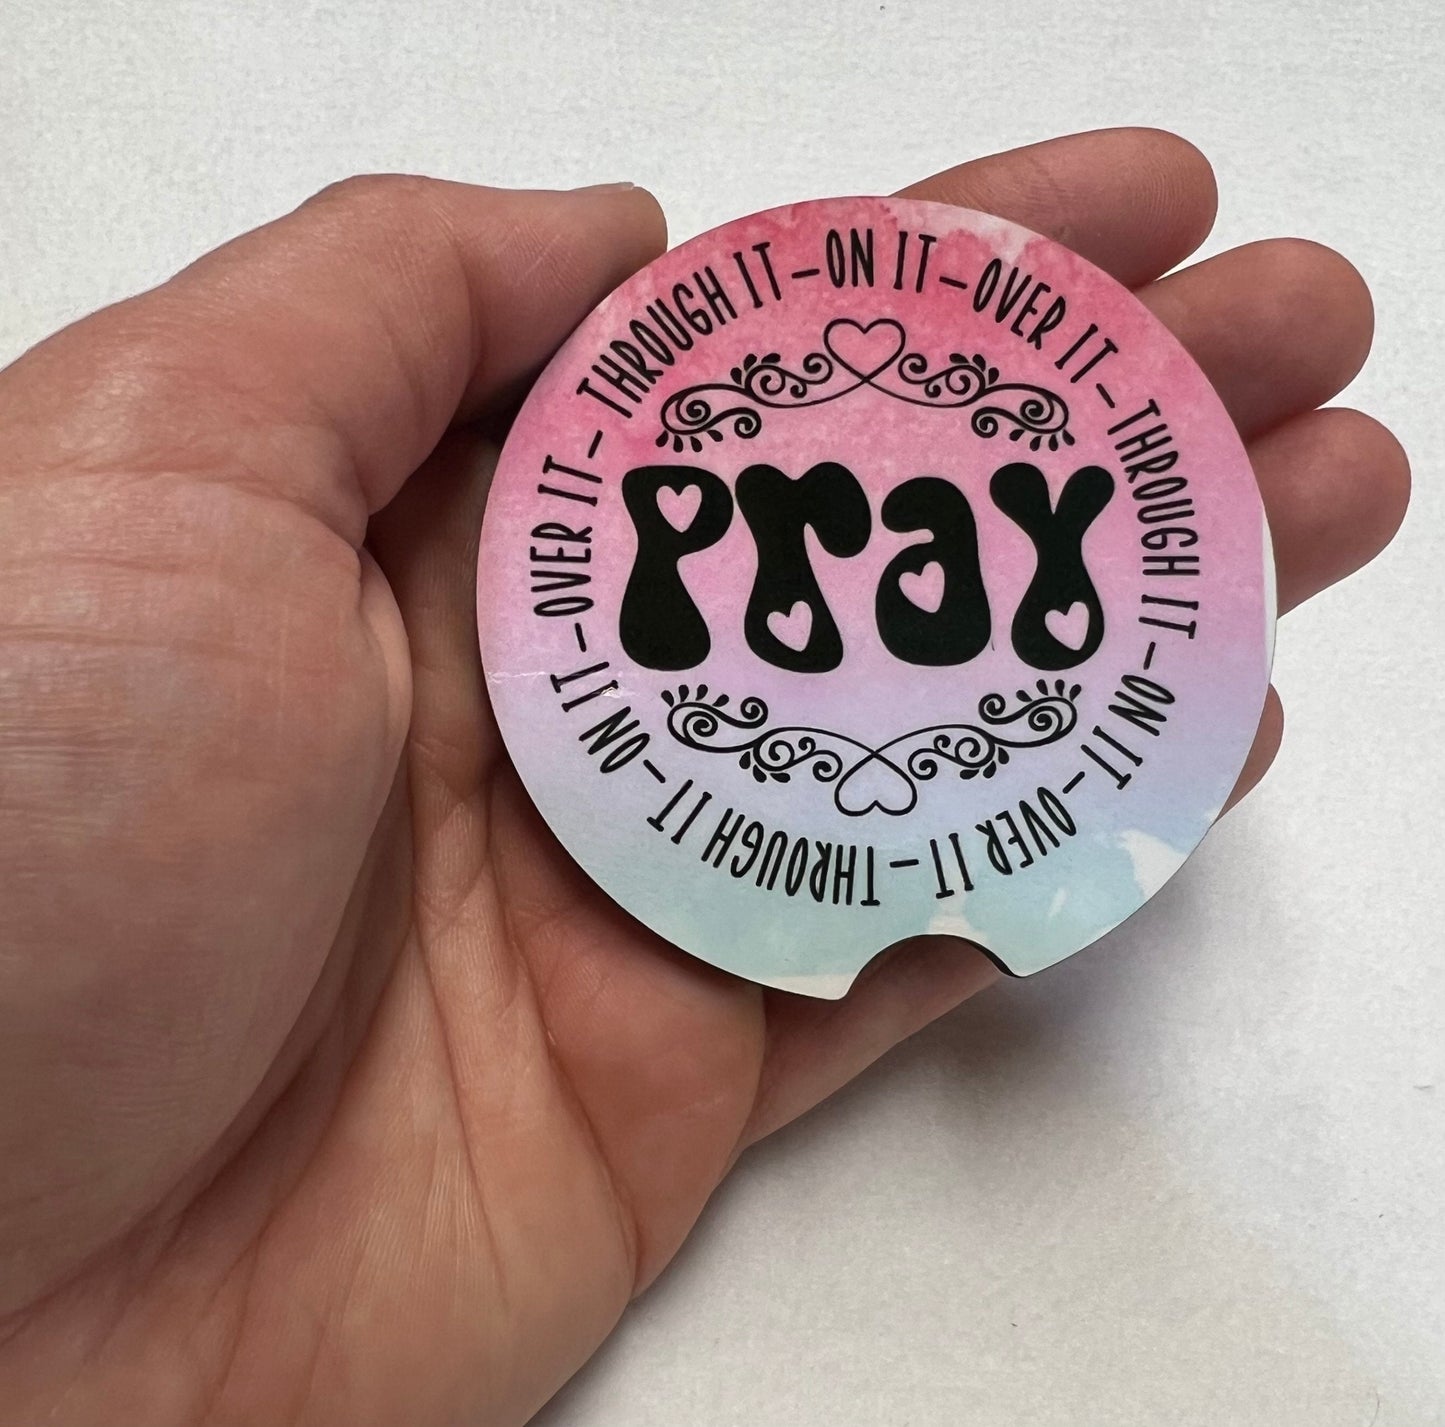 THROUGH IT – ON IT – OVER IT – THROUGH IT – ON IT – OVER IT – THROUGH IT – ON IT – OVER IT –
pray